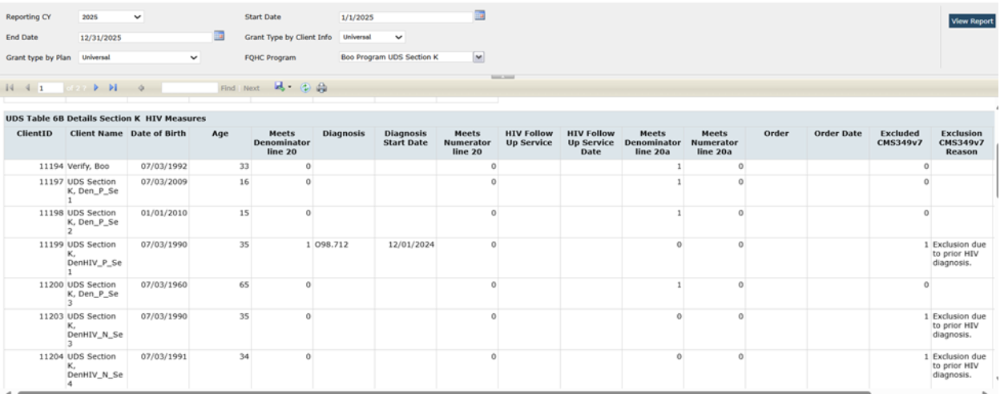 Reporting CY 2025 Start Date 1/1/2025 View Report
End Date 12/31/2025 Grant Type by Client Info Universal
Grant type by Plan Universal FQHC Program Boo Program UDS Section K
1 of 2 ? Find | Next
UDS Table 6B Details Section K HIV Measures
ClientID Client Name Date of Birth Age Meets Denominator line 20 Diagnosis Diagnosis Start Date Meets Numerator line 20 HIV Follow Up Service HIV Follow Up Service Date Meets Denominator line 20a Meets Numerator line 20a Order Order Date Excluded CMS349v7 Exclusion CMS349v7 Reason
11194 Verify, Boo 07/03/1992 33 0 0 1 0 0
11197 UDS Section K, Den_P_Se 1 07/03/2009 16 0 0 1 0 0
11198 UDS Section K, Den_P_Se 2 01/01/2010 15 0 0 1 0 0
11199 UDS Section K, DenHIV_P_Se 1 07/03/1990 35 1 O98.712 12/01/2024 0 0 0 1 Exclusion due to prior HIV diagnosis.
11200 UDS Section K, Den_P_Se 3 07/03/1960 65 0 0 1 0 0
11203 UDS Section K, DenHIV_N_Se 3 07/03/1990 35 0 0 0 0 1 Exclusion due to prior HIV diagnosis.
11204 UDS Section K, DenHIV_N_Se 4 07/03/1991 34 0 0 0 0 1 Exclusion due to prior HIV diagnosis.